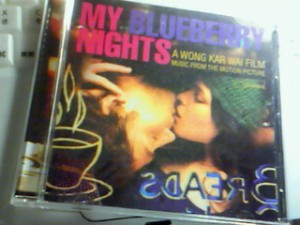 MY BLUEBERRY
NIGHTS
A WONG KAR WAI FILM
MUSIC FROM THE MOTION PICTURE
BREADS